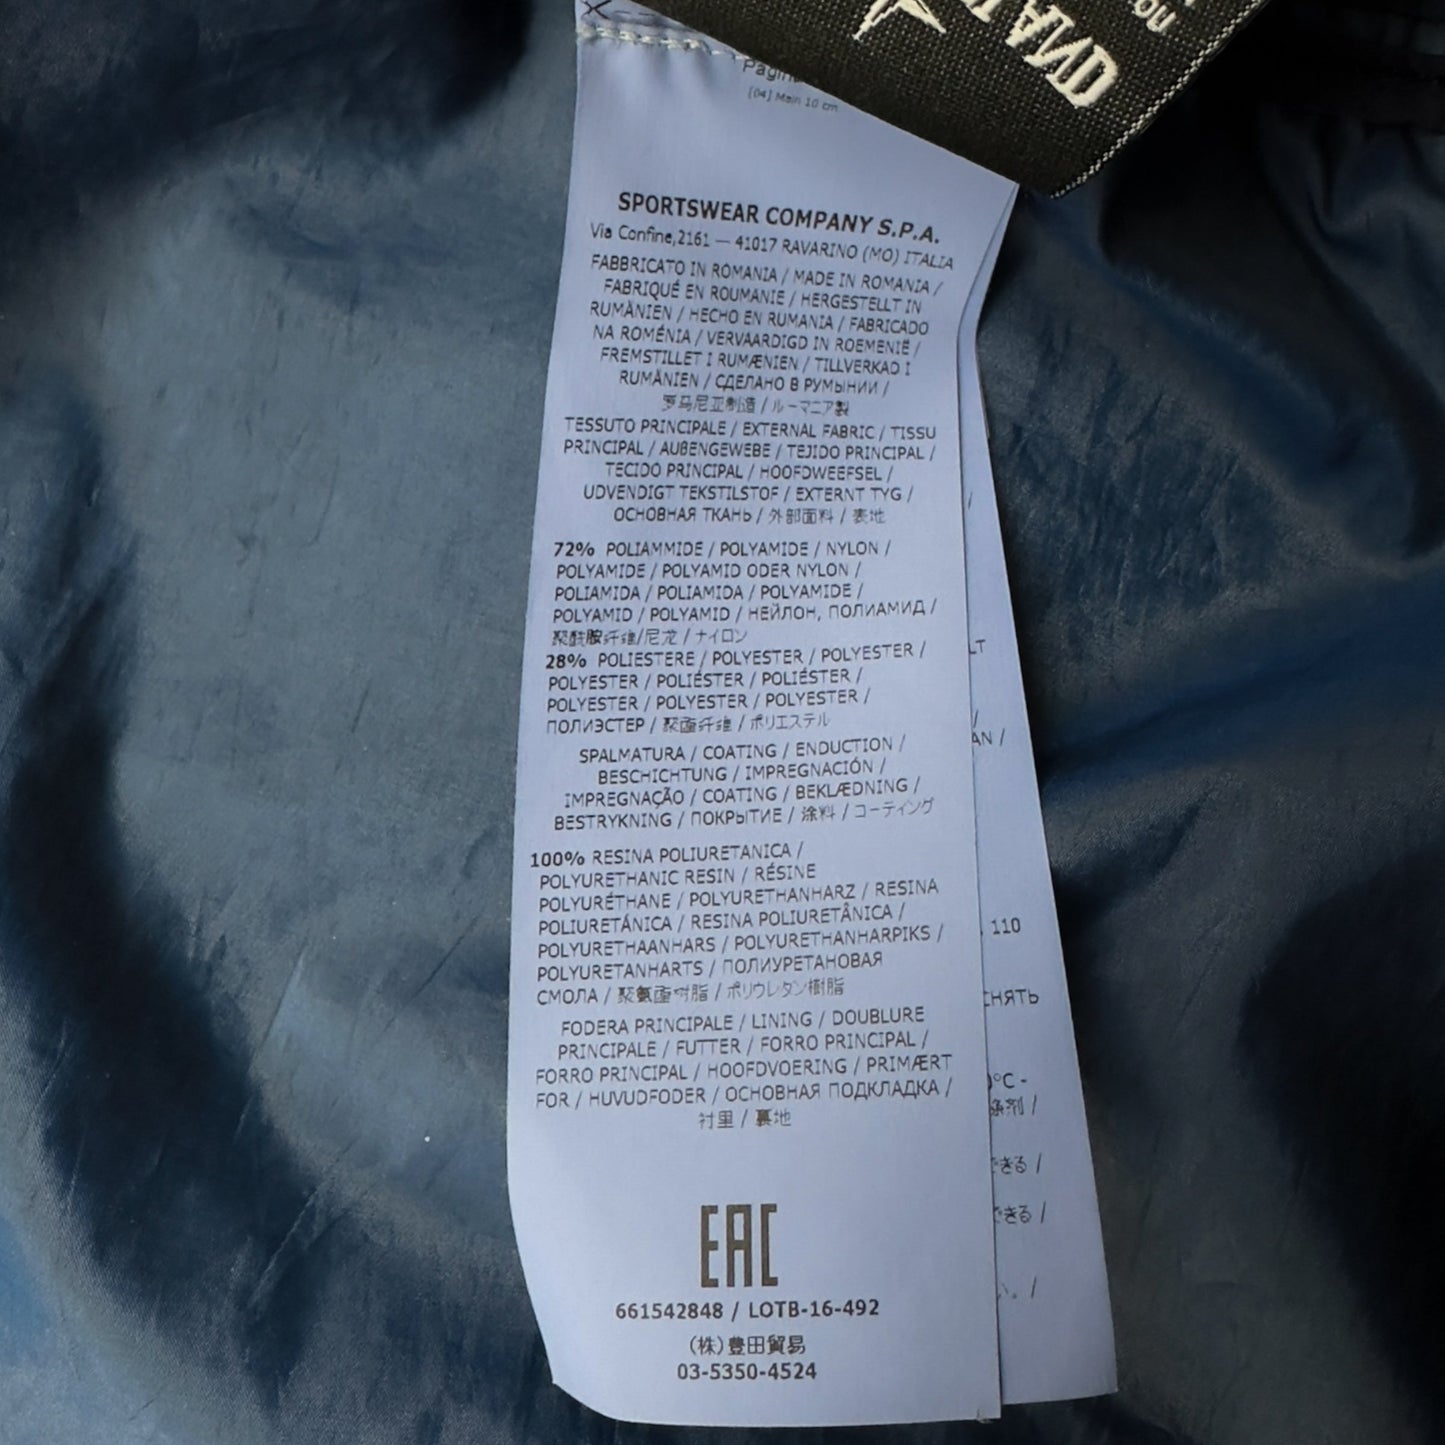 [04] Main 10 cm
SPORTSWEAR COMPANY S.P.A.
Via Confine,2161 — 41017 RAVARINO (MO) ITALIA
FABBRICATO IN ROMANIA / MADE IN ROMANIA /
FABRIQUÉ EN ROUMANIE / HERGESTELLT IN
RUMÄNIEN / HECHO EN RUMANIA / FABRICADO
NA ROMÉNIA / VERVAARDIGD IN ROEMENIË /
FREMSTILLET I RUMÆNIEN / TILLVERKAD I
RUMÄNIEN / СДЕЛАНО В РУМЫНИИ /
罗马尼亚制造 / ルーマニア製
TESSUTO PRINCIPALE / EXTERNAL FABRIC / TISSU
PRINCIPAL / AUßENGEWEBE / TEJIDO PRINCIPAL /
TECIDO PRINCIPAL / HOOFDWEEFSEL /
UDVENDIGT TEKSTILSTOF / EXTERNT TYG /
ОСНОВНАЯ ТКАНЬ / 外部面料 / 表地
72% POLIAMMIDE / POLYAMIDE / NYLON /
POLYAMIDE / POLYAMID ODER NYLON /
POLIAMIDA / POLIAMIDA / POLYAMIDE /
POLYAMID / POLYAMID / НЕЙЛОН, ПОЛИАМИД /
聚酰胺纤维/尼龙 / ナイロン
28% POLIESTERE / POLYESTER / POLYESTER /
POLYESTER / POLIÉSTER / POLIÉSTER /
POLYESTER / POLYESTER / POLYESTER /
ПОЛИЭСТЕР / 聚酯纤维 / ポリエステル
SPALMATURA / COATING / ENDUCTION /
BESCHICHTUNG / IMPREGNACIÓN /
IMPREGNAÇÃO / COATING / BEKLÆDNING /
BESTRYKNING / ПОКРЫТИЕ / 涂料 / コーティング
100% RESINA POLIURETANICA /
POLYURETHANIC RESIN / RÉSINE
POLYURÉTHANE / POLYURETHANHARZ / RESINA
POLIURETÁNICA / RESINA POLIURETÂNICA /
POLYURETHAANHARS / POLYURETHANHARPIKS /
POLYURETANHARTS / ПОЛИУРЕТАНОВАЯ
СМОЛА / 聚氨酯树脂 / ポリウレタン樹脂
FODERA PRINCIPALE / LINING / DOUBLURE
PRINCIPALE / FUTTER / FORRO PRINCIPAL /
FORRO PRINCIPAL / HOOFDVOERING / PRIMÆRT
FOR / HUVUDFODER / ОСНОВНАЯ ПОДКЛАДКА /
衬里 / 裏地
EAC
661542848 / LOTB-16-492
(株)豊田貿易
03-5350-4524
110